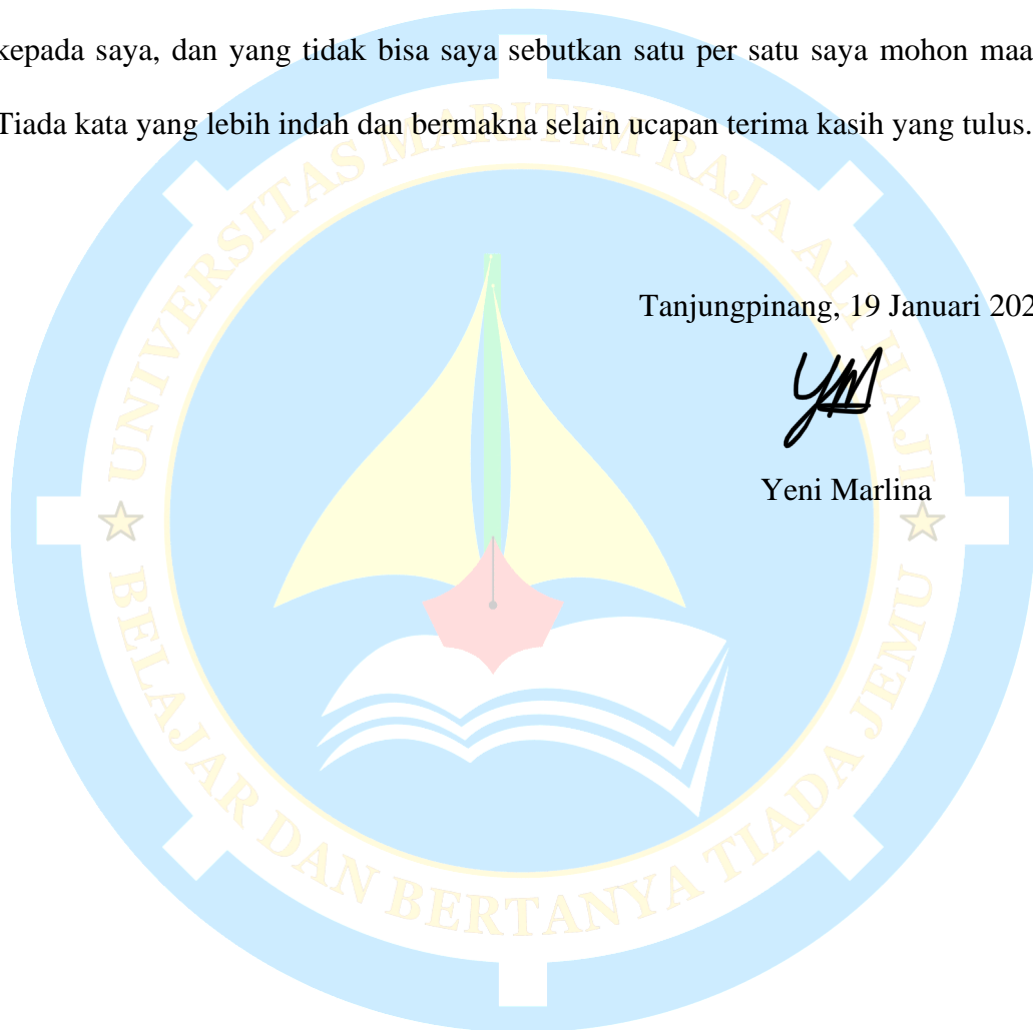 kepada saya, dan yang tidak bisa saya sebutkan satu per satu saya mohon maa
Tiada kata yang lebih indah dan bermakna selain ucapan terima kasih yang tulus.
UNIVERSITAS MARITIM RAJA ALI HAJI
Tanjungpinang, 19 Januari 202
YM
Yeni Marlina
BELAJAR DAN BERTANYA TIADA JEMU